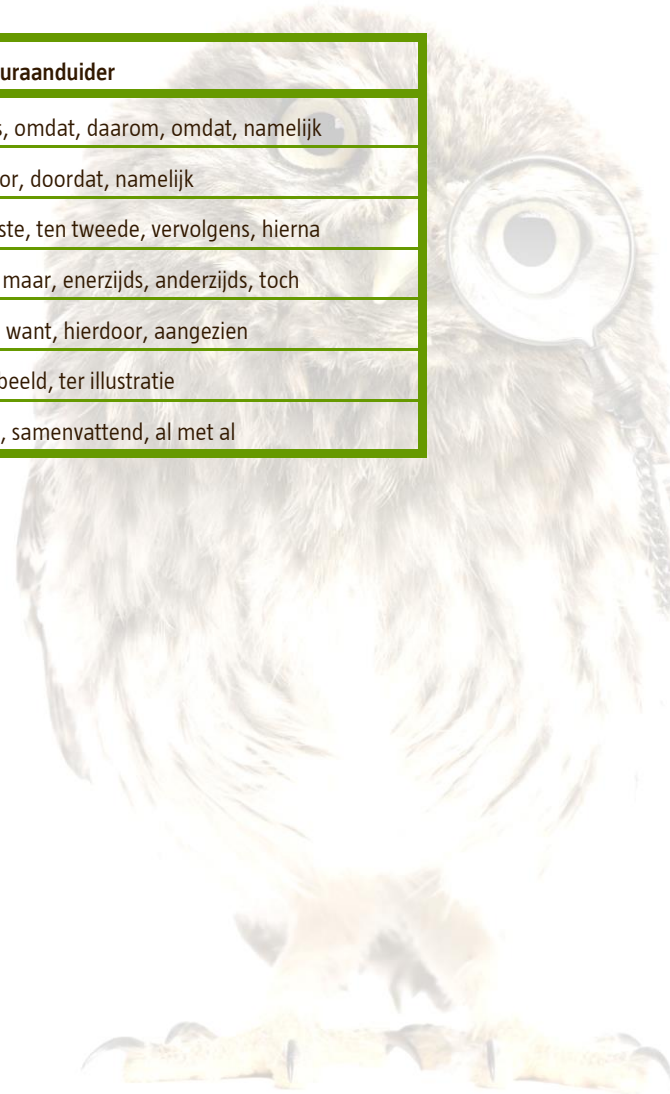 uraanduider
s, omdat, daarom, omdat, namelijk
or, doordat, namelijk
ste, ten tweede, vervolgens, hierna
maar, enerzijds, anderzijds, toch
want, hierdoor, aangezien
beeld, ter illustratie
, samenvattend, al met al